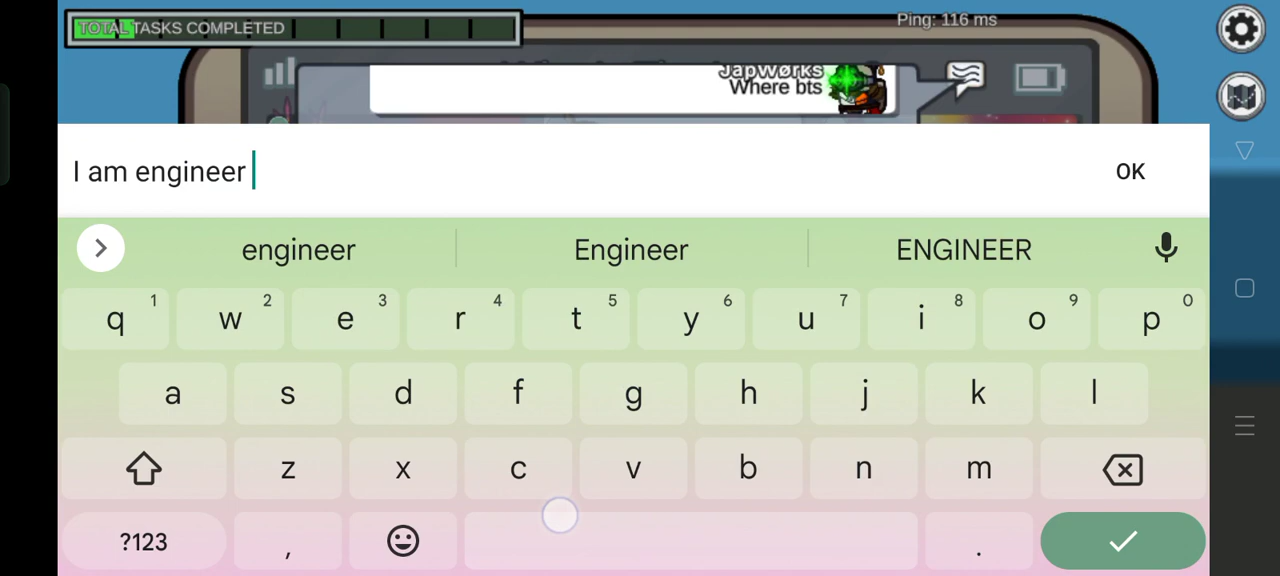 TOTAL TASKS COMPLETED
Ping: 116 ms
JapWørks
Where bts
I am engineer
OK
engineer Engineer ENGINEER
q 1 w 2 e 3 r 4 t 5 y 6 u 7 i 8 o 9 p 0
a s d f g h j k l
z x c v b n m
?123 , .